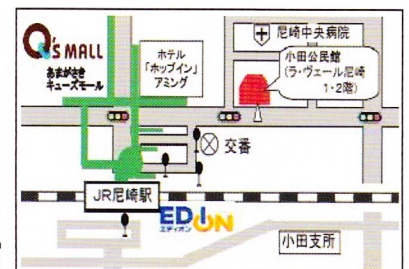 Q's MALL
あまがさき
キューズモール
ホテル
「ホップイン」
アミング
尼崎中央病院
小田公民館
(ラ・ヴェール尼崎
1・2階)
交番
JR尼崎駅
EDION
エディオン
小田支所